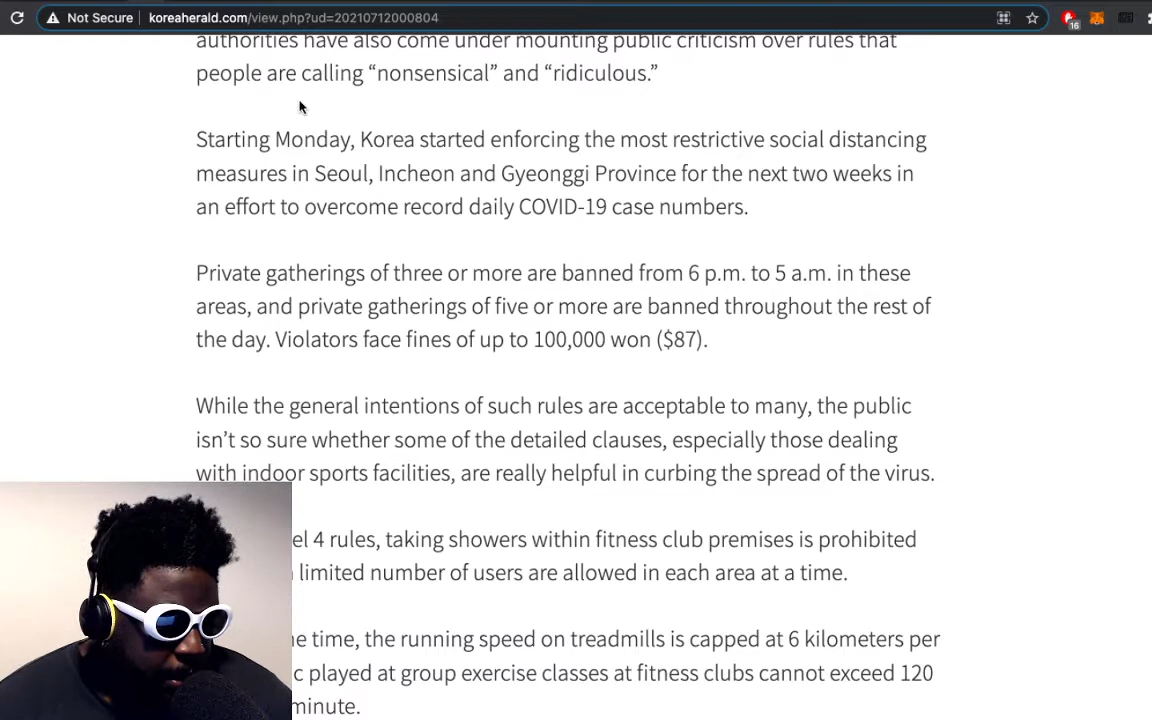 Not Secure | koreaherald.com/view.php?ud=20210712000804
16
authorities have also come under mounting public criticism over rules that
people are calling “nonsensical” and “ridiculous.”
Starting Monday, Korea started enforcing the most restrictive social distancing
measures in Seoul, Incheon and Gyeonggi Province for the next two weeks in
an effort to overcome record daily COVID-19 case numbers.
Private gatherings of three or more are banned from 6 p.m. to 5 a.m. in these
areas, and private gatherings of five or more are banned throughout the rest of
the day. Violators face fines of up to 100,000 won ($87).
While the general intentions of such rules are acceptable to many, the public
isn’t so sure whether some of the detailed clauses, especially those dealing
with indoor sports facilities, are really helpful in curbing the spread of the virus.
4 rules, taking showers within fitness club premises is prohibited
limited number of users are allowed in each area at a time.
time, the running speed on treadmills is capped at 6 kilometers per
played at group exercise classes at fitness clubs cannot exceed 120
minute.